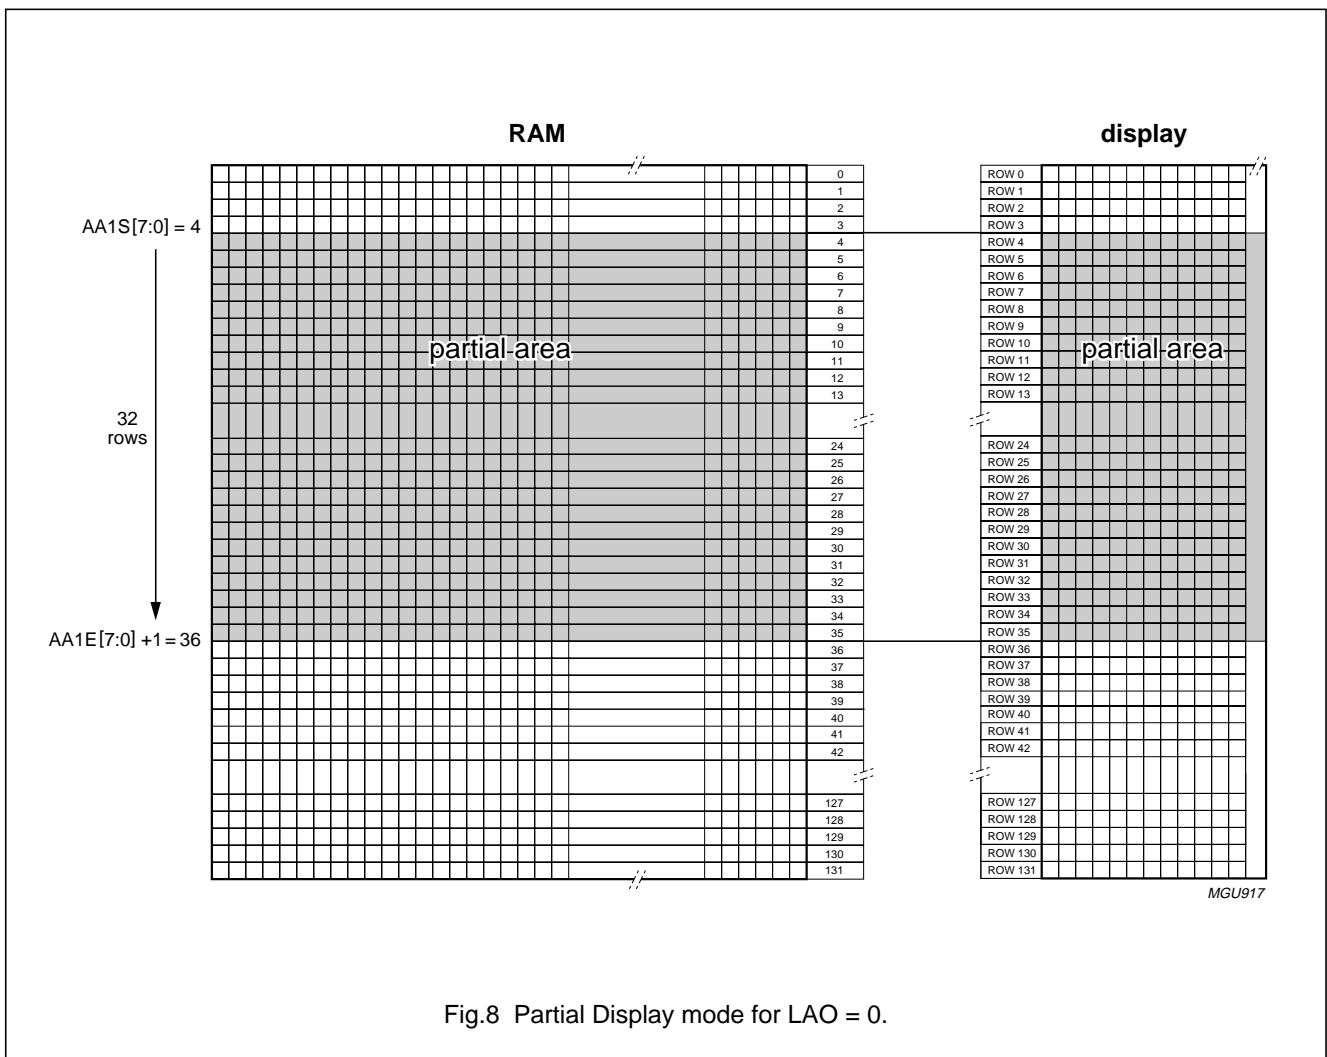 RAM display
0 ROW 0
1 ROW 1
2 ROW 2
AA1S[7:0] = 4 3 ROW 3
4 ROW 4
5 ROW 5
6 ROW 6
7 ROW 7
8 ROW 8
9 ROW 9
partial area 10 ROW 10 partial area
11 ROW 11
12 ROW 12
13 ROW 13
32
rows
24 ROW 24
25 ROW 25
26 ROW 26
27 ROW 27
28 ROW 28
29 ROW 29
30 ROW 30
31 ROW 31
32 ROW 32
33 ROW 33
34 ROW 34
35 ROW 35
AA1E[7:0] +1 = 36
36 ROW 36
37 ROW 37
38 ROW 38
39 ROW 39
40 ROW 40
41 ROW 41
42 ROW 42
127 ROW 127
128 ROW 128
129 ROW 129
130 ROW 130
131 ROW 131
MGU917
Fig.8 Partial Display mode for LAO = 0.